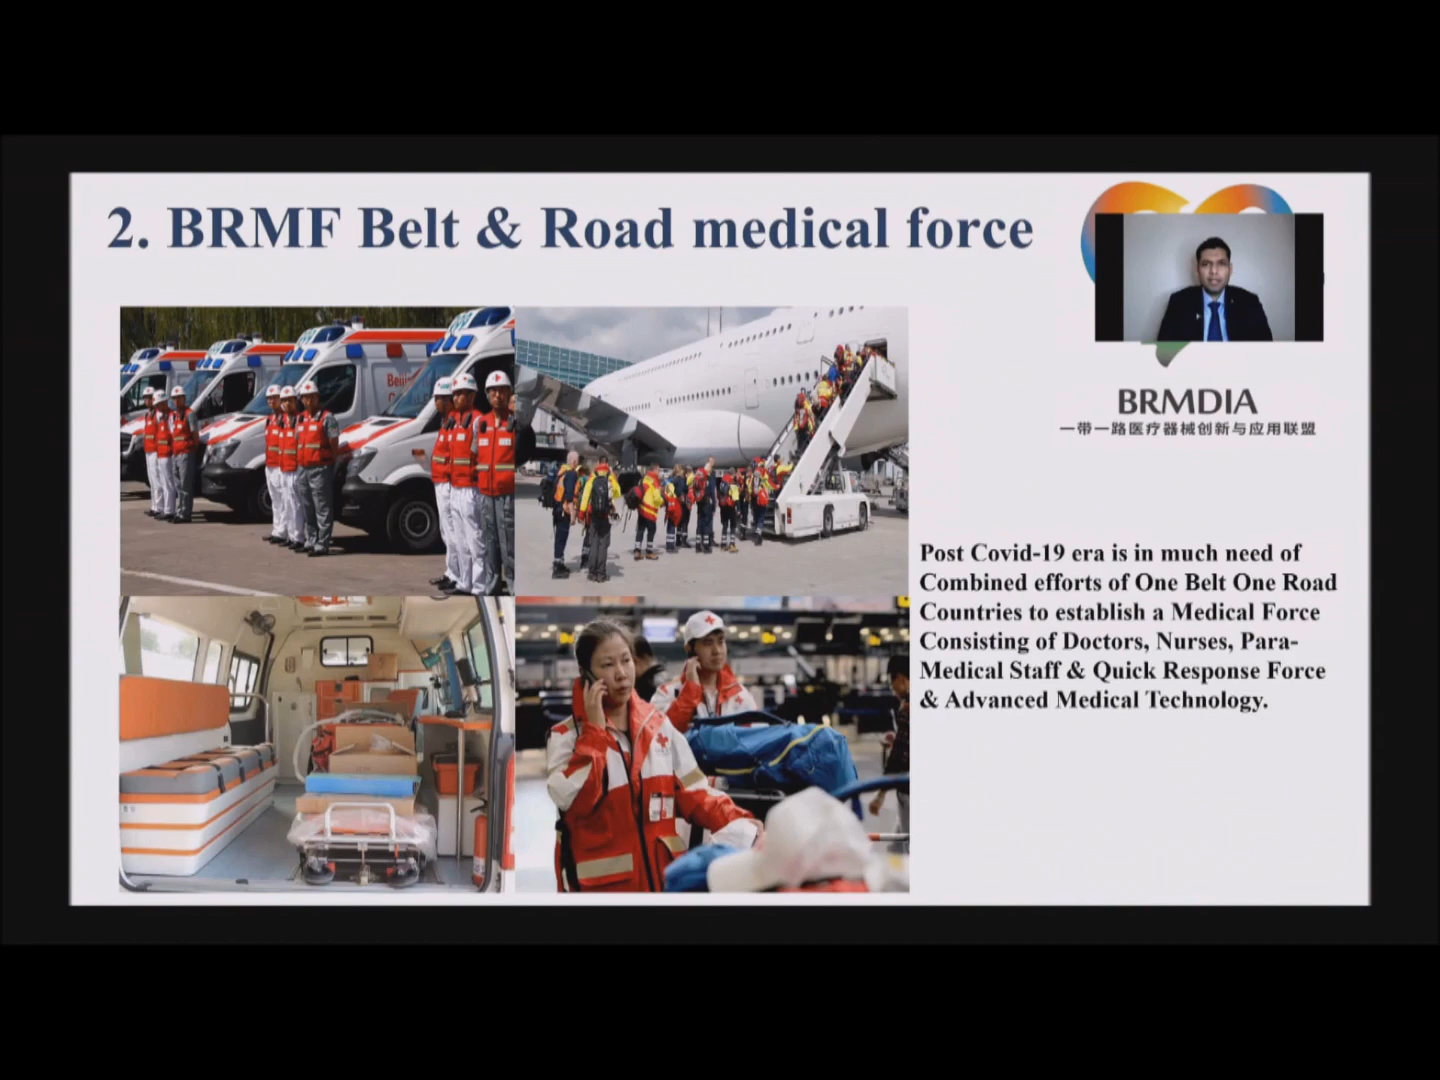 2. BRMF Belt & Road medical force
BRMDIA
一带一路医疗器械创新与应用联盟
Post Covid-19 era is in much need of
Combined efforts of One Belt One Road
Countries to establish a Medical Force
Consisting of Doctors, Nurses, Para-
Medical Staff & Quick Response Force
& Advanced Medical Technology.